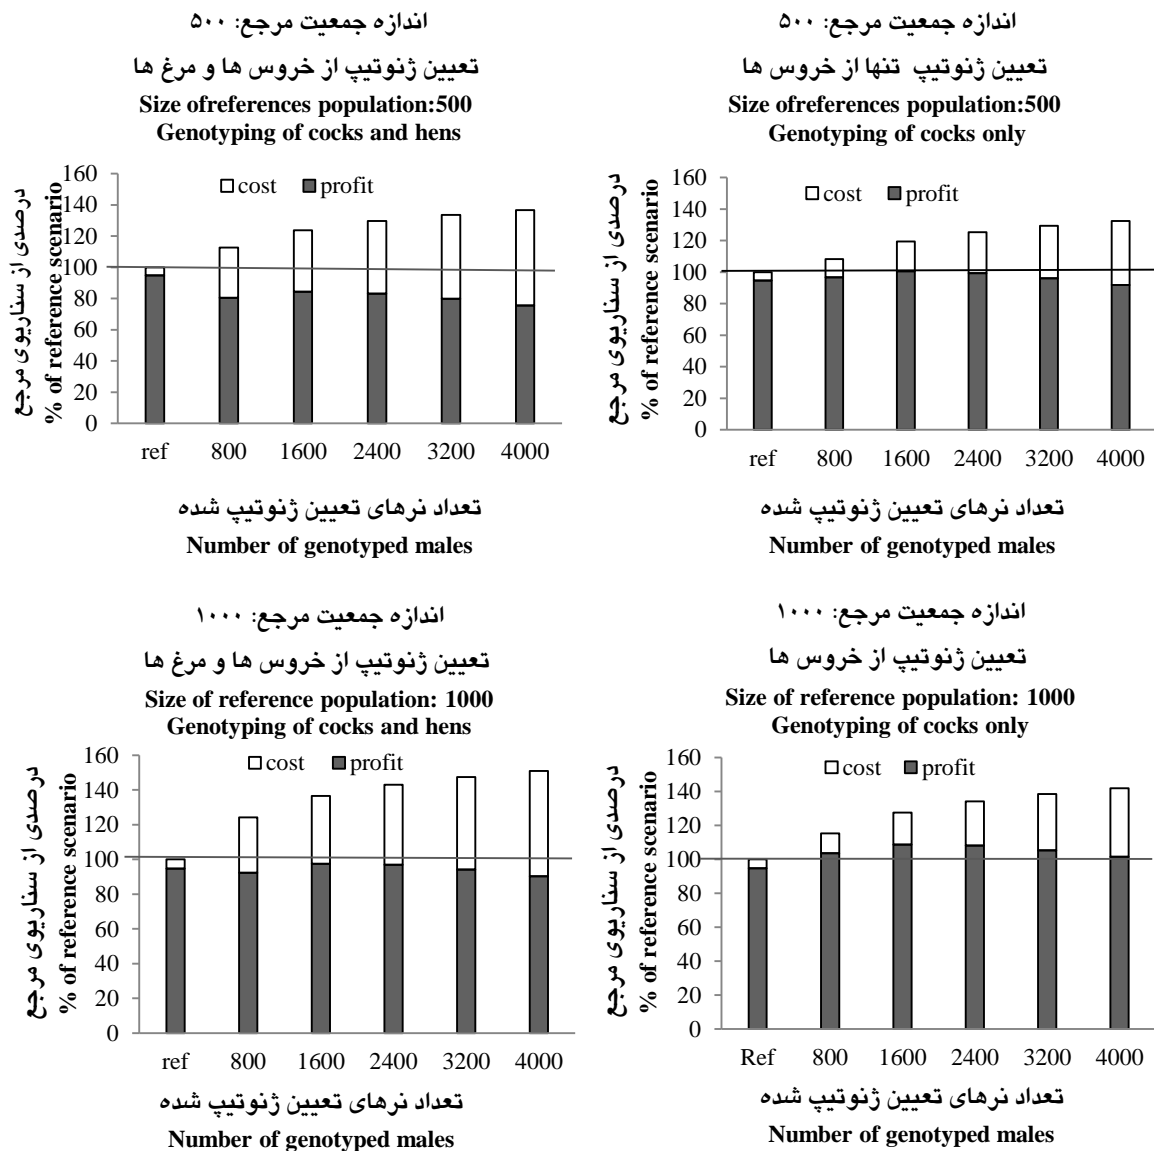 اندازه جمعیت مرجع: ۵۰۰
تعیین ژنوتیپ از خروس ها و مرغ ها
Size ofreferences population:500
Genotyping of cocks and hens
درصدی از سناریوی مرجع
% of reference scenario
cost
profit
160
140
120
100
80
60
40
20
0
ref 800 1600 2400 3200 4000
تعداد نرهای تعیین ژنوتیپ شده
Number of genotyped males
اندازه جمعیت مرجع: ۵۰۰
تعیین ژنوتیپ تنها از خروس ها
Size ofreferences population:500
Genotyping of cocks only
درصدی از سناریوی مرجع
% of reference scenario
cost
profit
160
140
120
100
80
60
40
20
0
ref 800 1600 2400 3200 4000
تعداد نرهای تعیین ژنوتیپ شده
Number of genotyped males
اندازه جمعیت مرجع: ۱۰۰۰
تعیین ژنوتیپ از خروس ها و مرغ ها
Size of reference population: 1000
Genotyping of cocks and hens
درصدی از سناریوی مرجع
% of reference scenario
cost
profit
160
140
120
100
80
60
40
20
0
ref 800 1600 2400 3200 4000
تعداد نرهای تعیین ژنوتیپ شده
Number of genotyped males
اندازه جمعیت مرجع: ۱۰۰۰
تعیین ژنوتیپ از خروس ها
Size of reference population: 1000
Genotyping of cocks only
درصدی از سناریوی مرجع
% of reference scenario
cost
profit
160
140
120
100
80
60
40
20
0
Ref 800 1600 2400 3200 4000
تعداد نرهای تعیین ژنوتیپ شده
Number of genotyped males